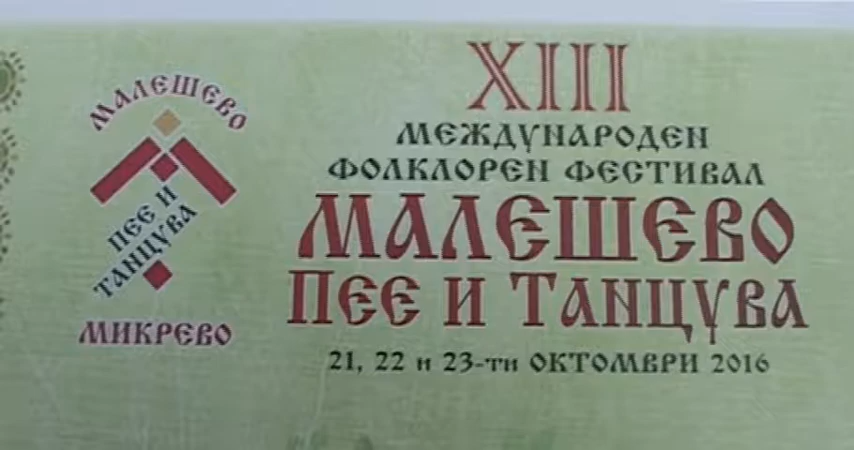 МАЛЕШЕВО
ПЕЕ И
ТАНЦУВА
МИКРЕВО
XIII
МЕЖДУНАРОДЕН
ФОЛКЛОРЕН ФЕСТИВАЛ
МАЛЕШЕВО
ПЕЕ И ТАНЦУВА
21, 22 и 23-ти ОКТОМВРИ 2016